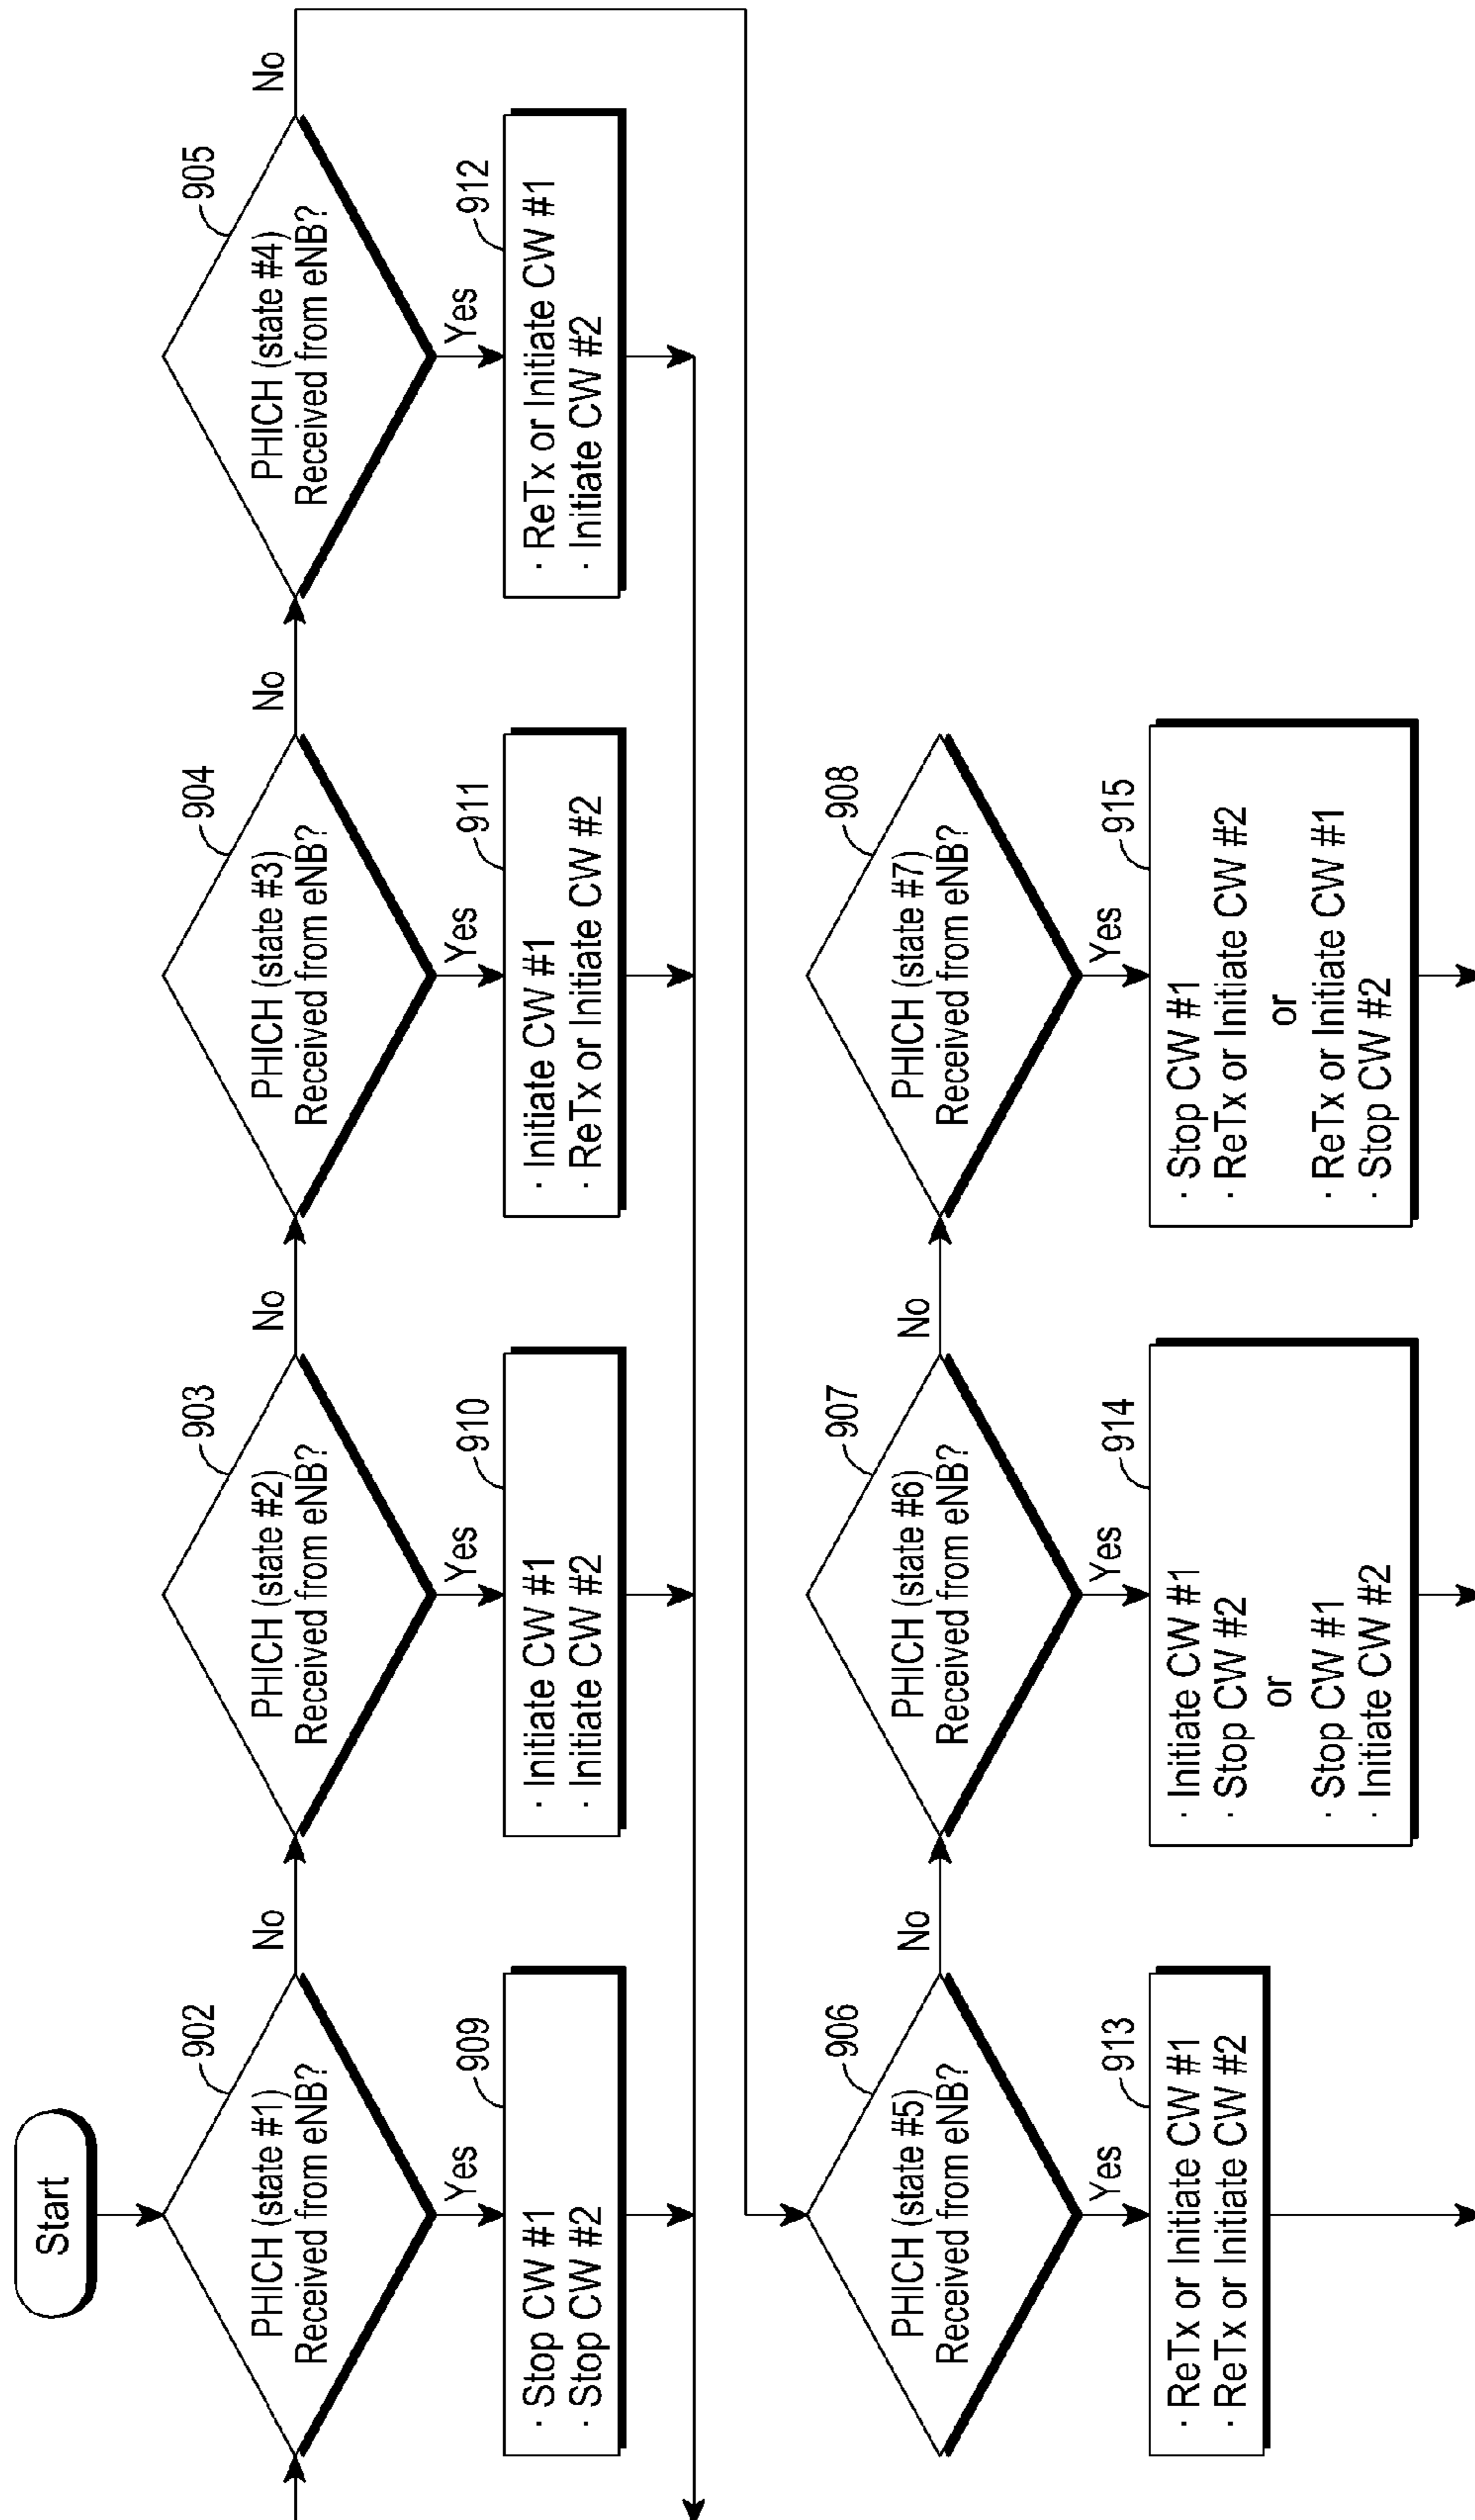 Start
902
PHICH (state #1)
Received from eNB?
No
Yes
909
· Stop CW #1
· Stop CW #2
903
PHICH (state #2)
Received from eNB?
No
Yes
910
· Initiate CW #1
· Initiate CW #2
904
PHICH (state #3)
Received from eNB?
No
Yes
911
· Initiate CW #1
· ReTx or Initiate CW #2
905
PHICH (state #4)
Received from eNB?
No
Yes
912
· ReTx or Initiate CW #1
· Initiate CW #2
906
PHICH (state #5)
Received from eNB?
No
Yes
913
· ReTx or Initiate CW #1
· ReTx or Initiate CW #2
907
PHICH (state #6)
Received from eNB?
No
Yes
914
· Initiate CW #1
· Stop CW #2
or
· Stop CW #1
· Initiate CW #2
908
PHICH (state #7)
Received from eNB?
Yes
915
· Stop CW #1
· ReTx or Initiate CW #2
or
· ReTx or Initiate CW #1
· Stop CW #2